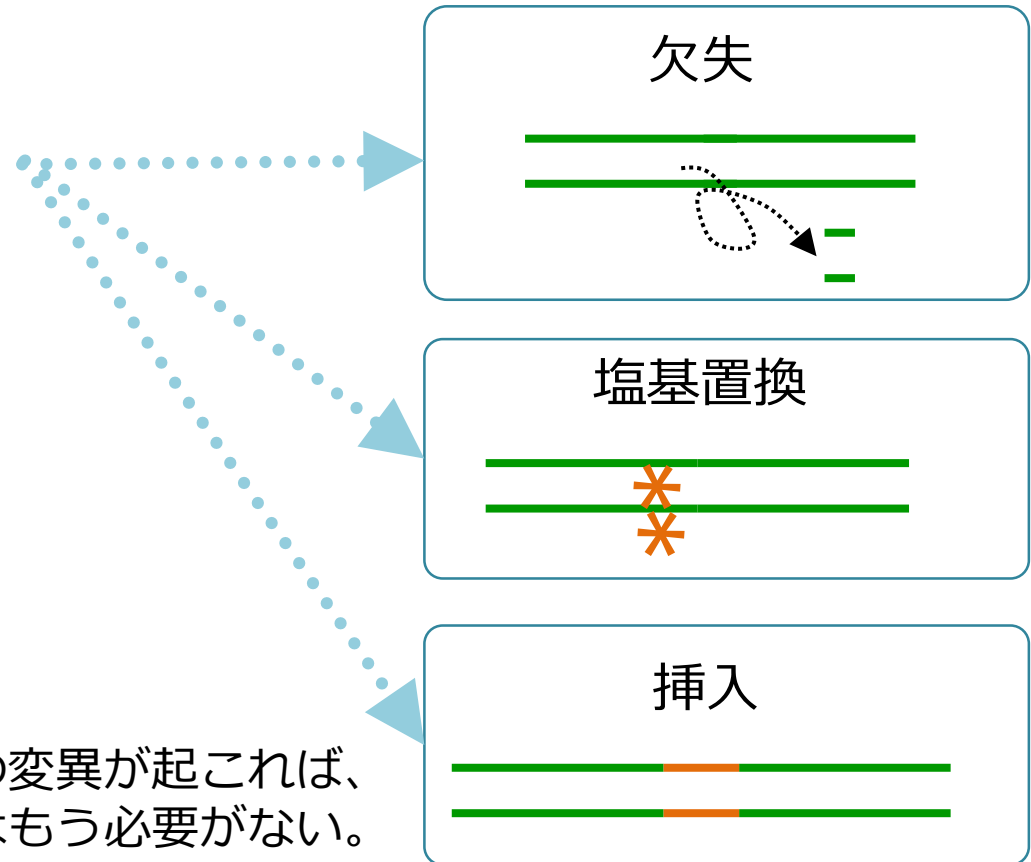 欠失
塩基置換
挿入
変異が起これば、
もう必要がない。